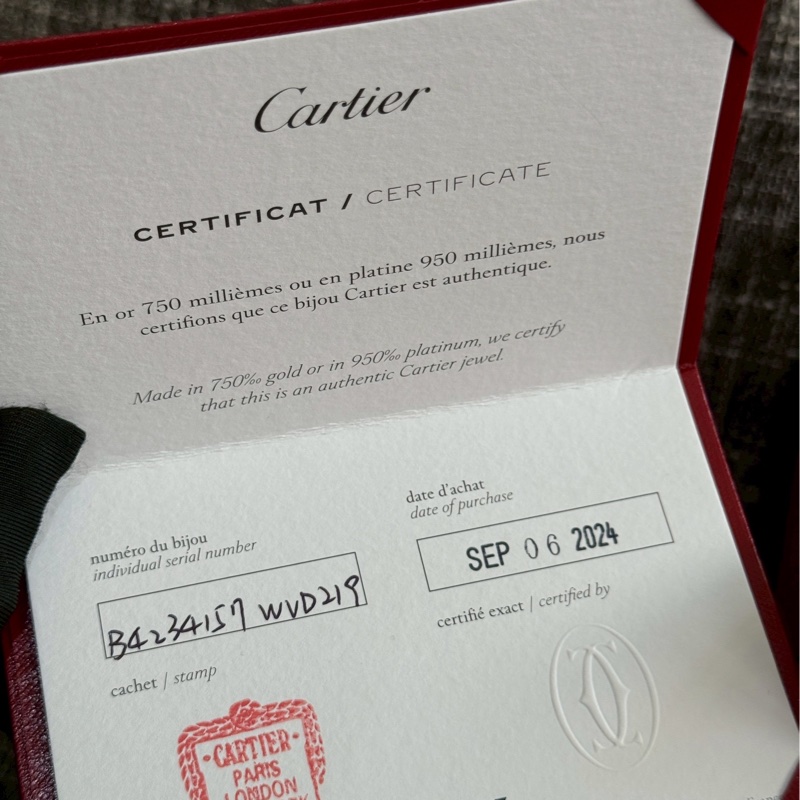 Cartier
CERTIFICAT / CERTIFICATE
En or 750 millièmes ou en platine 950 millièmes, nous
certifions que ce bijou Cartier est authentique.
Made in 750‰ gold or in 950‰ platinum, we certify
that this is an authentic Cartier jewel.
numéro du bijou
individual serial number
B4234157 WVD219
date d'achat
date of purchase
SEP 06 2024
cachet / stamp
certifié exact | certified by
CARTIER
PARIS
LONDON